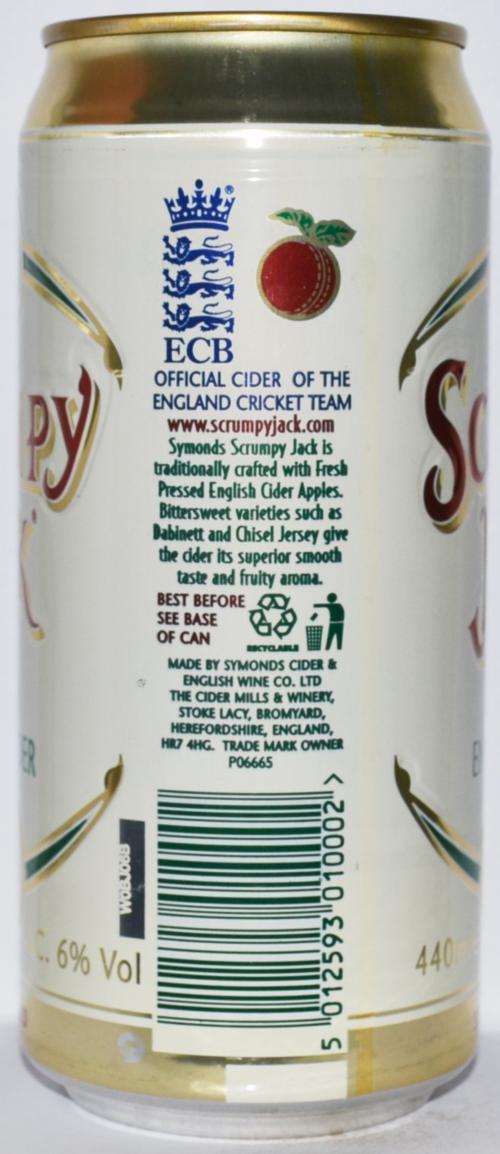 ECB
OFFICIAL CIDER OF THE
ENGLAND CRICKET TEAM
www.scrumpyjack.com
Symonds Scrumpy Jack is
traditionally crafted with Fresh
Pressed English Cider Apples.
Bittersweet varieties such as
Dabinett and Chisel Jersey give
the cider its superior smooth
taste and fruity aroma.
BEST BEFORE
SEE BASE
OF CAN
RECYCLABLE
MADE BY SYMONDS CIDER &
ENGLISH WINE CO. LTD
THE CIDER MILLS & WINERY,
STOKE LACY, BROMYARD,
HEREFORDSHIRE, ENGLAND,
HR7 4HG. TRADE MARK OWNER
P06665
5 012593 010002 >
py
ER
C. 6% Vol
Sc
440